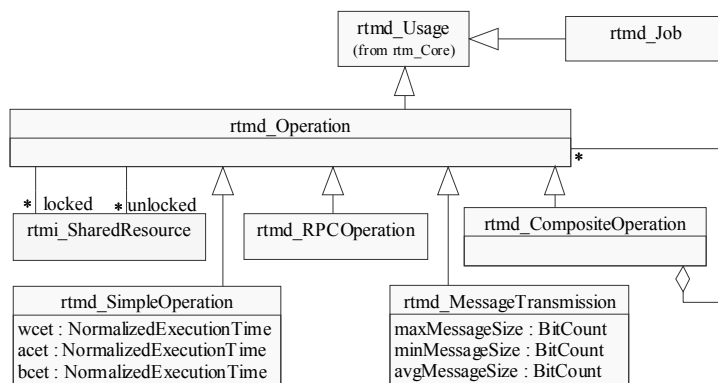 rtmd_Usage
(from rtm_Core)
rtmd_Job
rtmd_Operation
*
* locked
* unlocked
rtmi_SharedResource
rtmd_RPCOperation
rtmd_CompositeOperation
rtmd_SimpleOperation
wcet : NormalizedExecutionTime
acet : NormalizedExecutionTime
bcet : NormalizedExecutionTime
rtmd_MessageTransmission
maxMessageSize : BitCount
minMessageSize : BitCount
avgMessageSize : BitCount